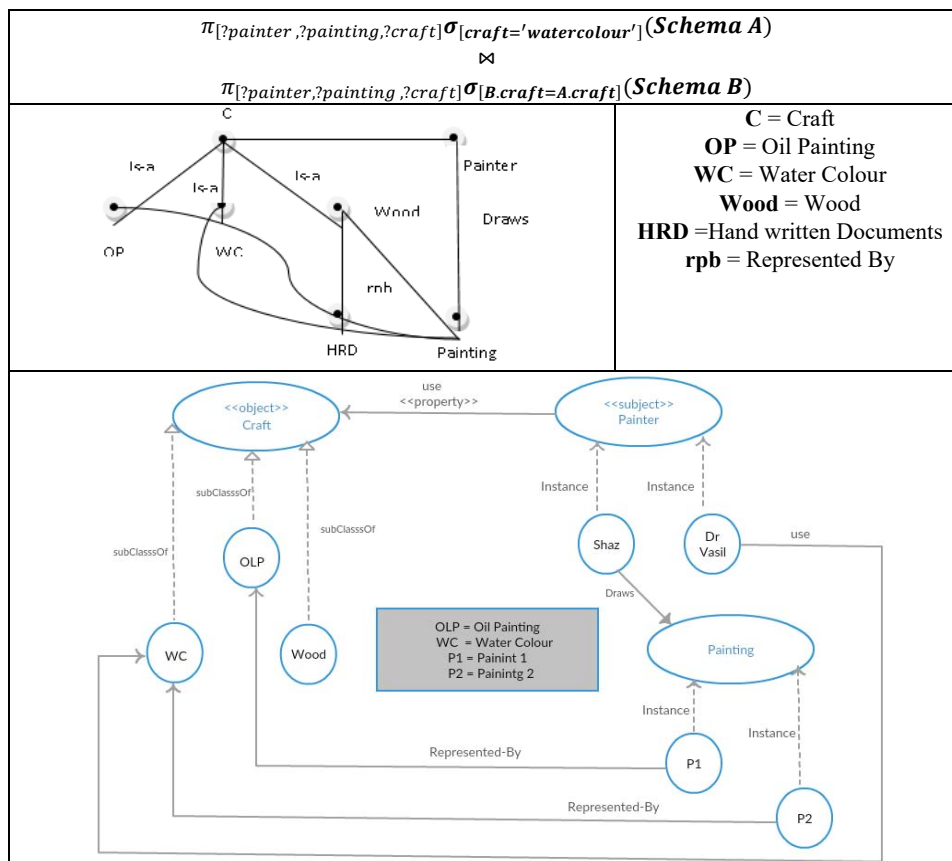 π[?painter ,?painting,?craft]σ[craft='watercolour'](Schema A)
⋈
π[?painter,?painting ,?craft]σ[B.craft=A.craft](Schema B)
C
Is-a
Is-a
Is-a
Painter
Wood
Draws
OP
WC
rnh
HRD
Painting
C = Craft
OP = Oil Painting
WC = Water Colour
Wood = Wood
HRD =Hand written Documents
rpb = Represented By
use
<<property>>
<<object>>
Craft
<<subject>>
Painter
subClasssOf
subClasssOf
subClasssOf
Instance
Instance
OLP
Shaz
Dr
Vasil
use
Draws
WC
Wood
OLP = Oil Painting
WC = Water Colour
P1 = Painint 1
P2 = Painintg 2
Painting
Instance
Instance
Represented-By
P1
Represented-By
P2